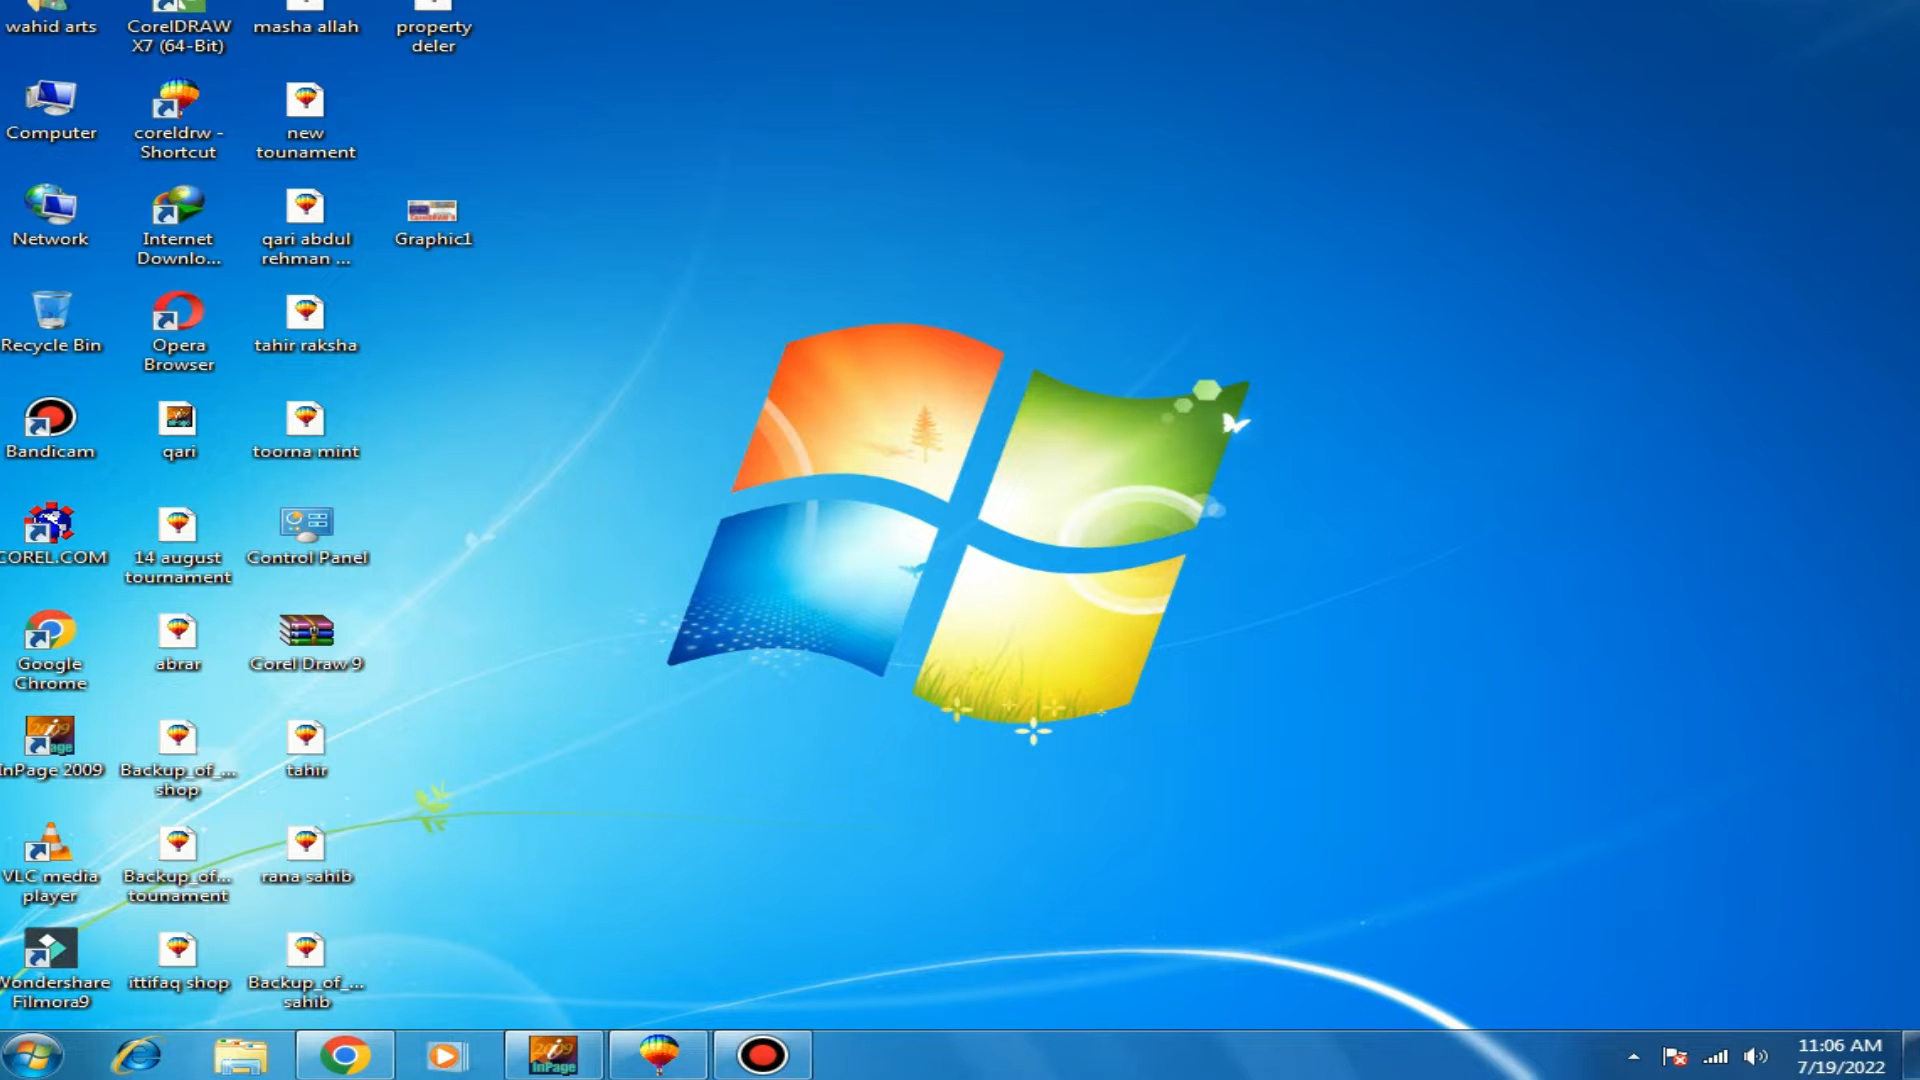 wahid arts
CorelDRAW
X7 (64-Bit)
masha allah
property
deler
Computer
coreldrw -
Shortcut
new
tounament
Network
Internet
Downlo...
qari abdul
rehman ...
Graphic1
Recycle Bin
Opera
Browser
tahir raksha
Bandicam
qari
toorna mint
COREL.COM
14 august
tournament
Control Panel
Google
Chrome
abrar
Corel Draw 9
InPage 2009
Backup_of_...
shop
tahir
VLC media
player
Backup_of_...
tounament
rana sahib
Wondershare
Filmora9
ittifaq shop
Backup_of_...
sahib
2009
InPage
11:06 AM
7/19/2022